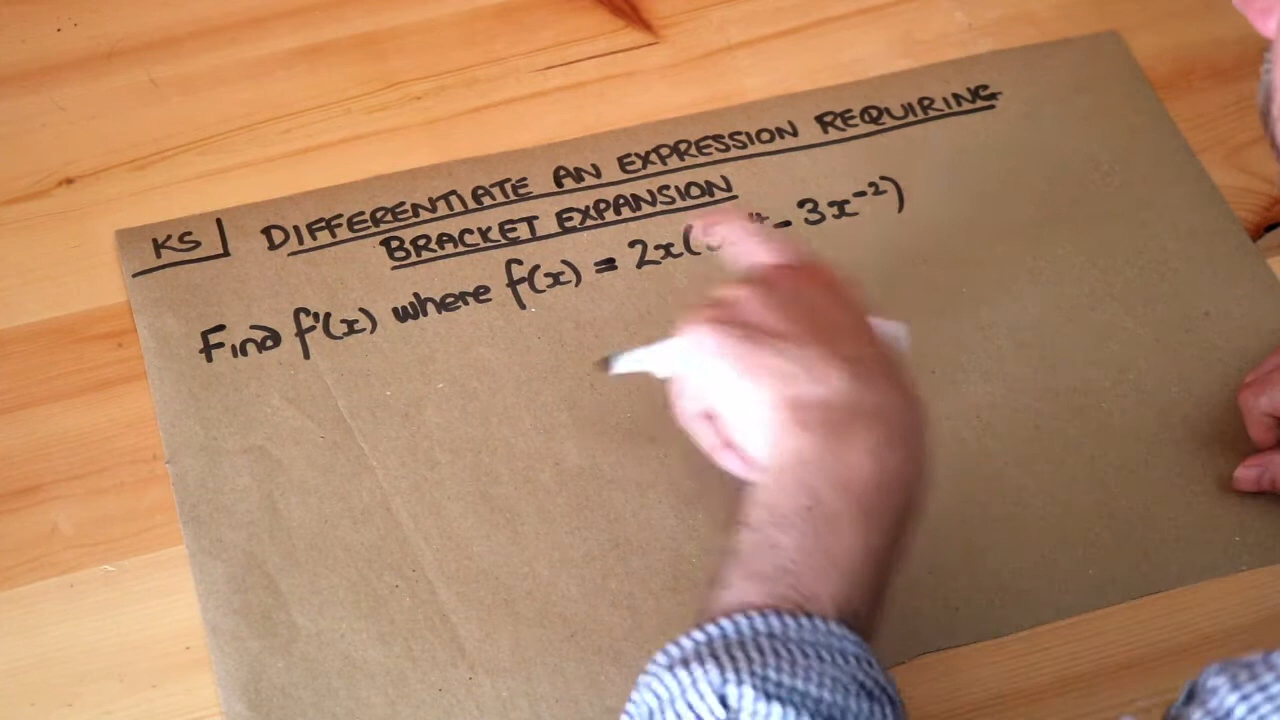 KS
DIFFERENTIATE AN EXPRESSION REQUIRING
BRACKET EXPANSION
Find f'(x) where f(x) = 2x( - 3x⁻²)